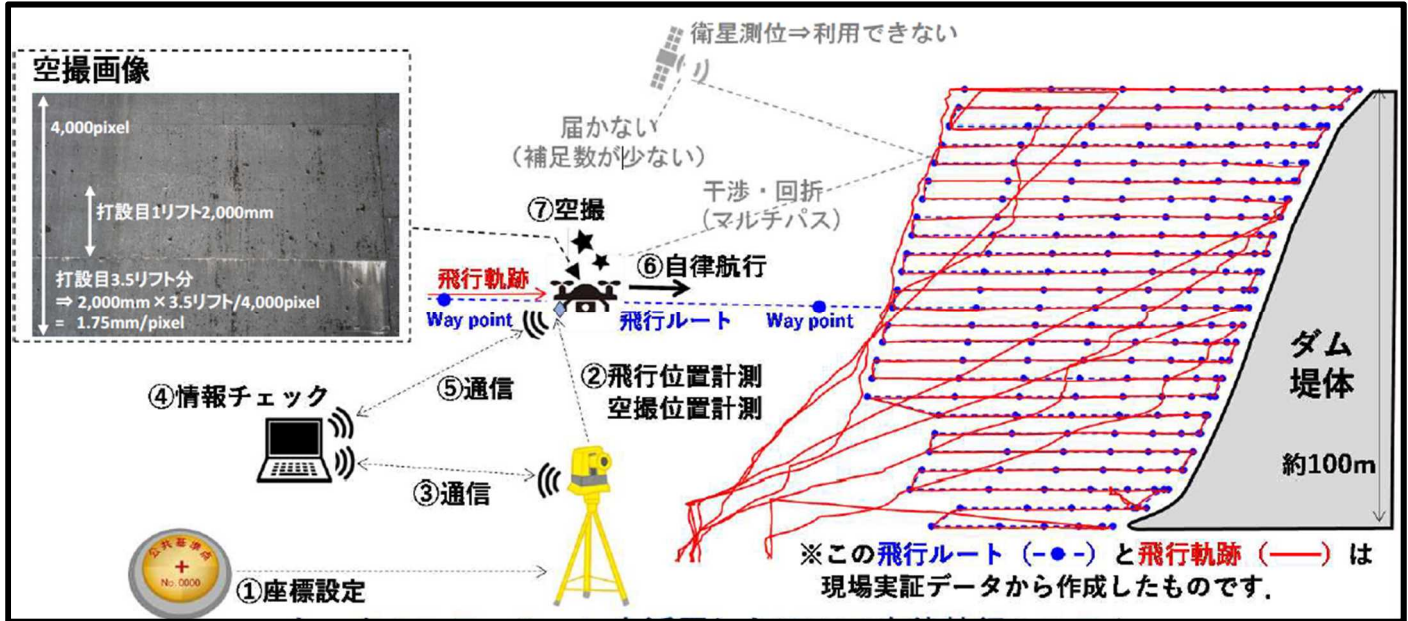 空撮画像
4,000pixel
打設目1リフト2,000mm
打設目3.5リフト分
⇒ 2,000mm×3.5リフト/4,000pixel
= 1.75mm/pixel
衛星測位⇒利用できない
届かない
(補足数が少ない)
干渉・回折
(マルチパス)
⑦空撮
⑥自律航行
飛行軌跡
Way point
飛行ルート
Way point
②飛行位置計測
空撮位置計測
④情報チェック
⑤通信
③通信
公共基準点
No.0000
①座標設定
ダム
堤体
約100m
※この飛行ルート(-●-)と飛行軌跡(――)は
現場実証データから作成したものです.